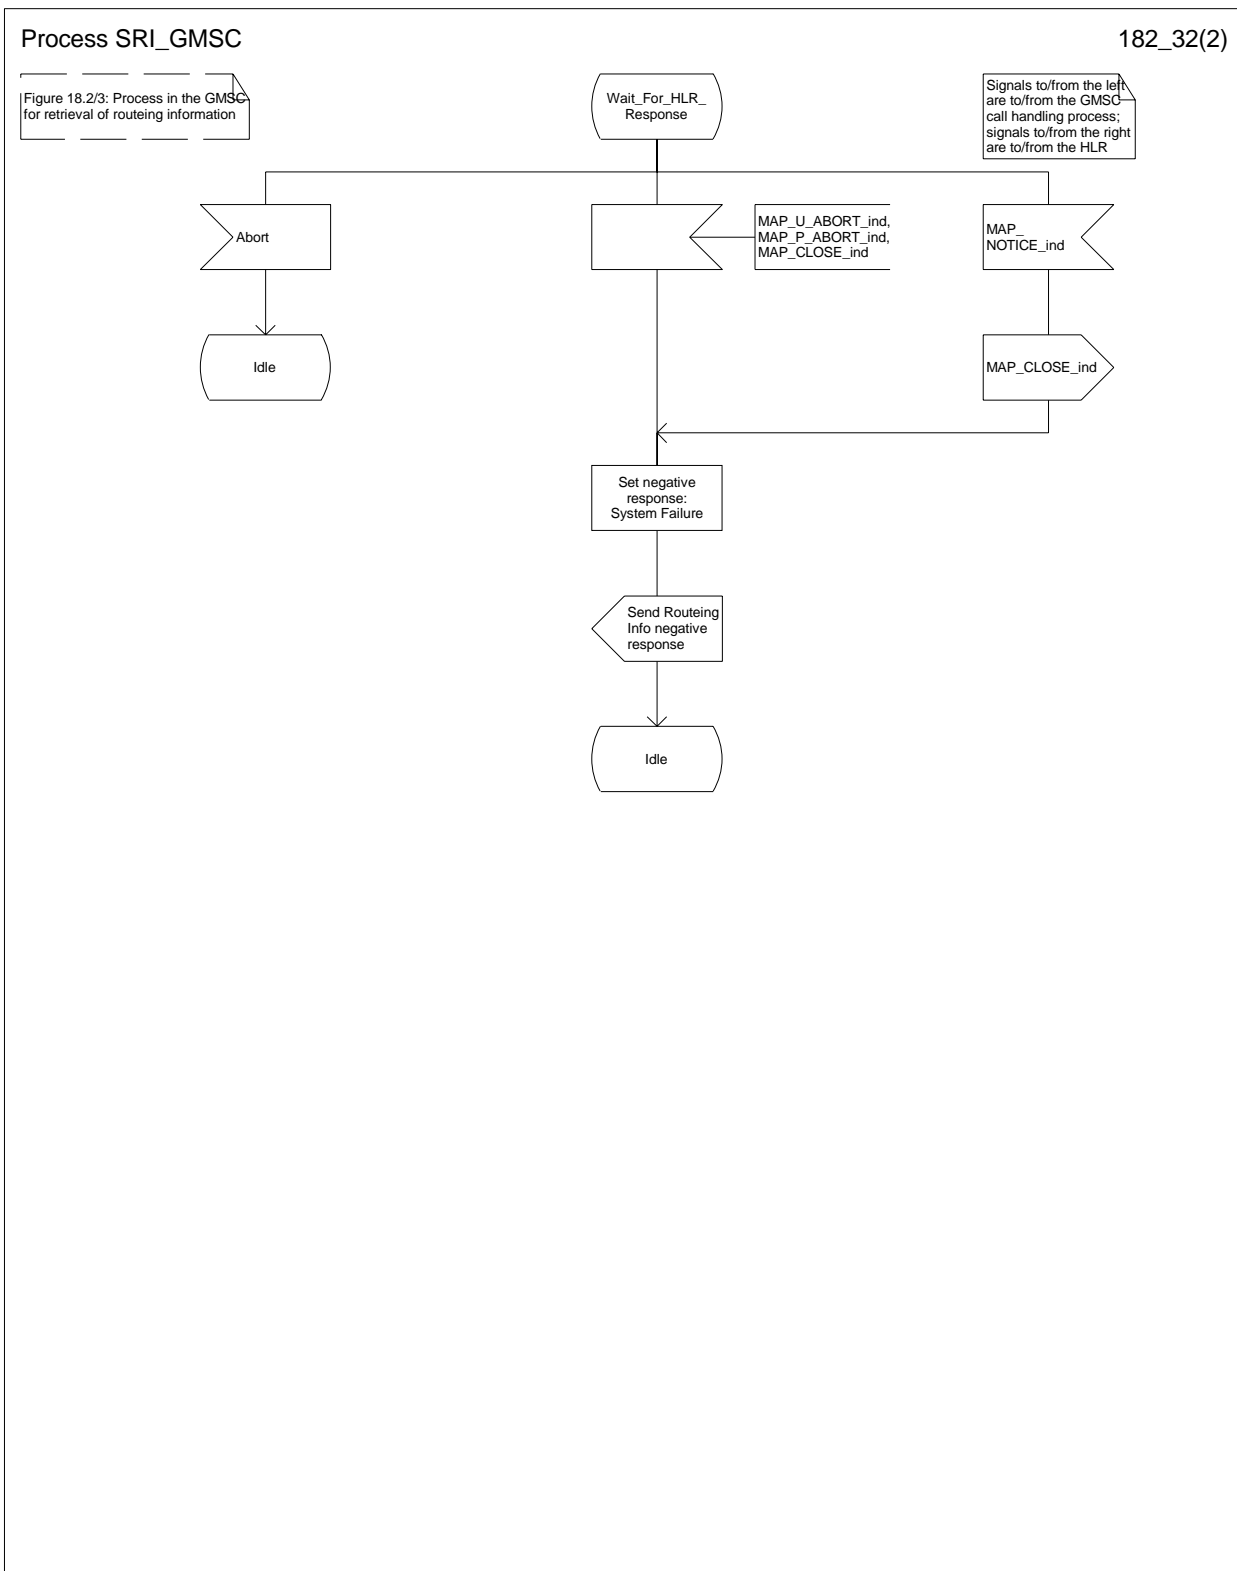 Process SRI_GMSC
182_32(2)
Figure 18.2/3: Process in the GMSC
for retrieval of routeing information
Wait_For_HLR_
Response
Signals to/from the left
are to/from the GMSC
call handling process;
signals to/from the right
are to/from the HLR
Abort
MAP_U_ABORT_ind,
MAP_P_ABORT_ind,
MAP_CLOSE_ind
MAP_
NOTICE_ind
Idle
MAP_CLOSE_ind
Set negative
response:
System Failure
Send Routeing
Info negative
response
Idle